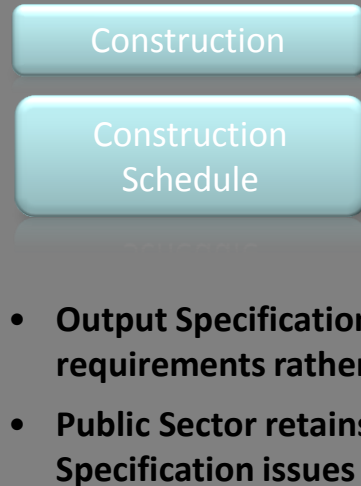 Construction
Construction
Schedule
• Output Specification
requirements rather
• Public Sector retains
Specification issues